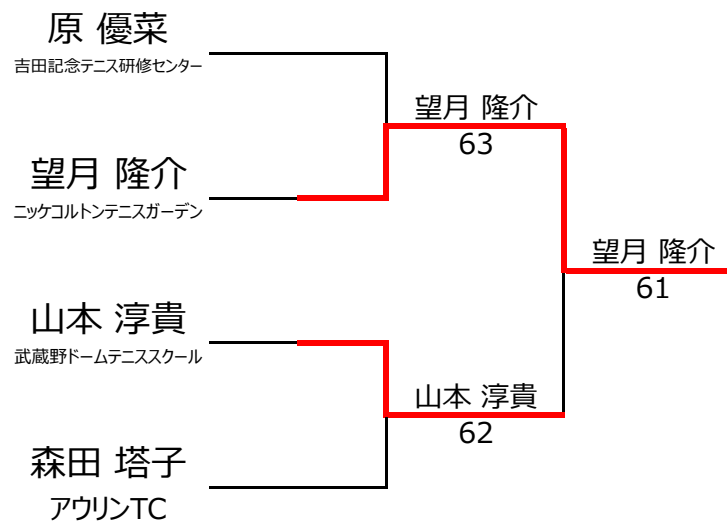 原 優菜
吉田記念テニス研修センター
望月 隆介
63
望月 隆介
ニッケコルトンテニスガーデン
望月 隆介
61
山本 淳貴
武蔵野ドームテニススクール
山本 淳貴
62
森田 塔子
アウリンTC